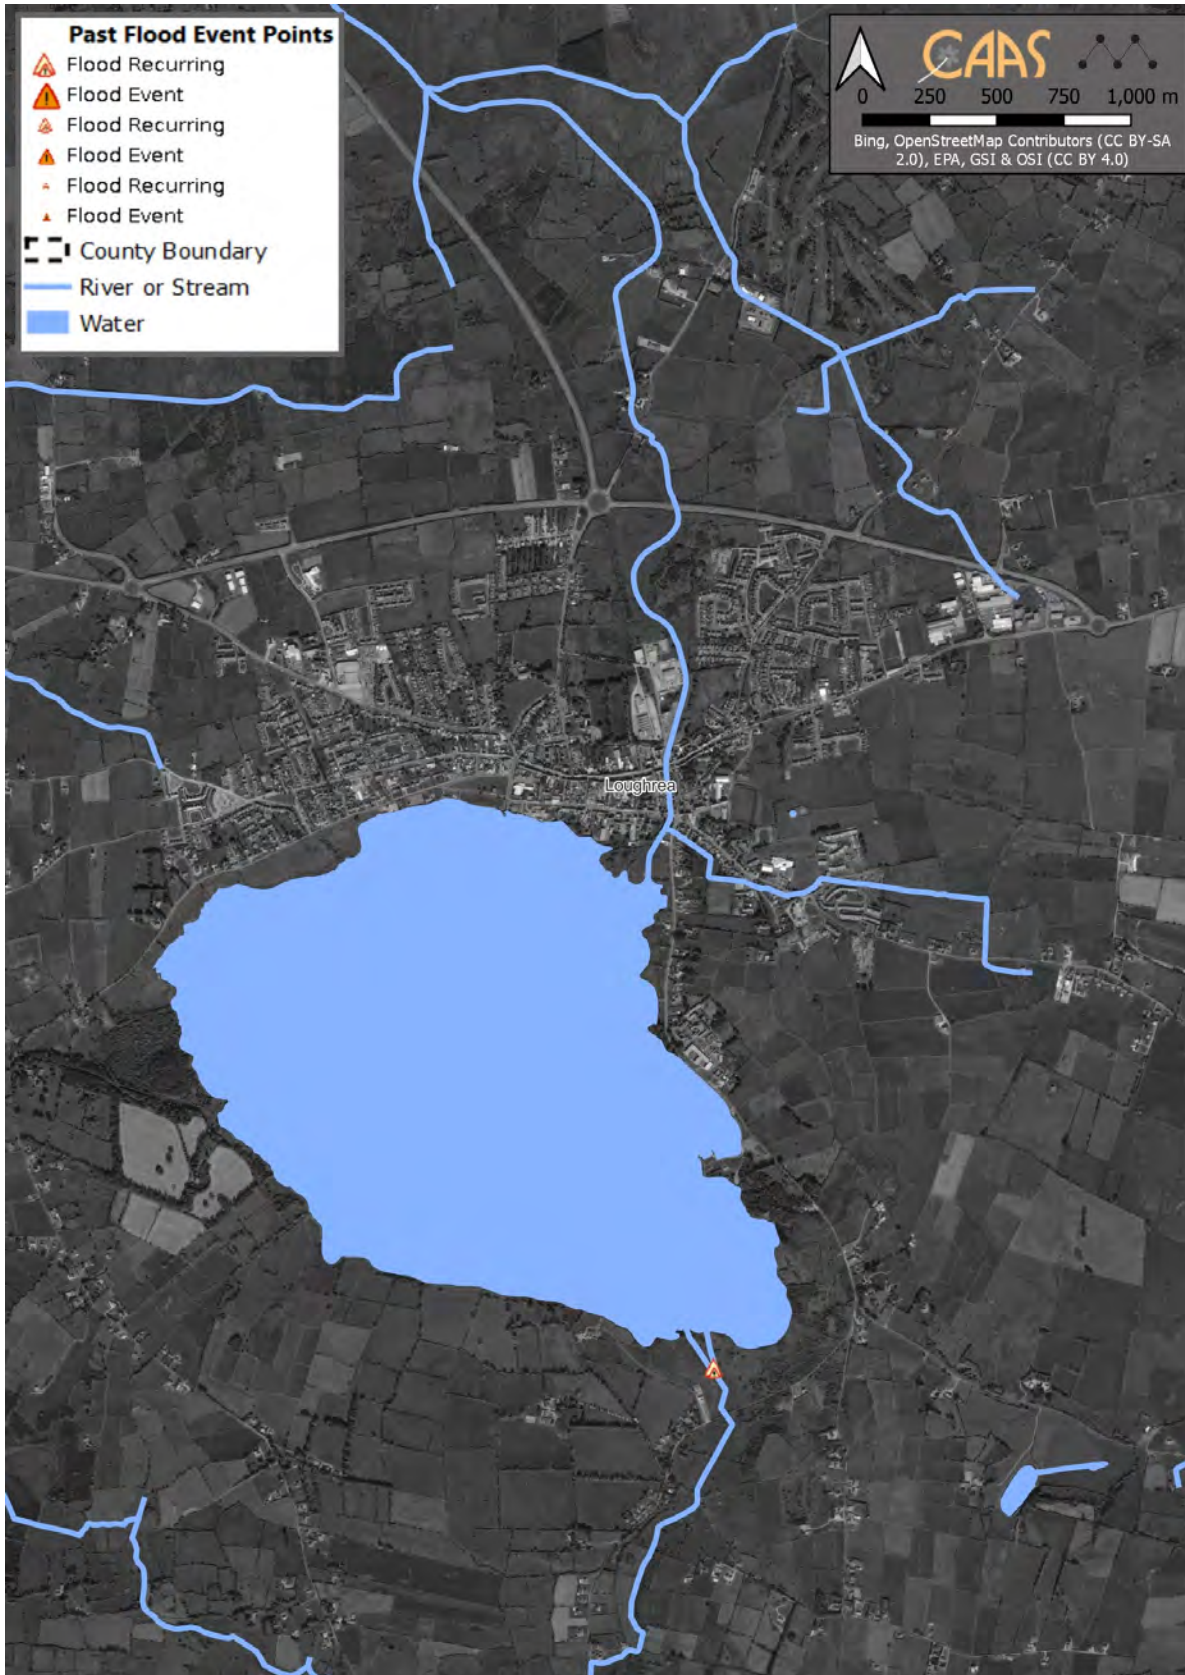 Past Flood Event Points
Flood Recurring
Flood Event
Flood Recurring
Flood Event
Flood Recurring
Flood Event
County Boundary
River or Stream
Water
CAAS
0 250 500 750 1,000 m
Bing, OpenStreetMap Contributors (CC BY-SA
2.0), EPA, GSI & OSI (CC BY 4.0)
Loughrea